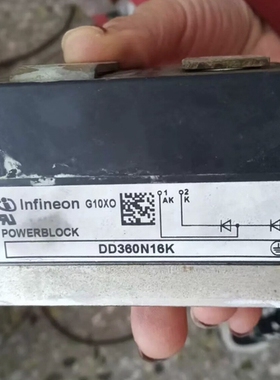 infineon G10XO
1 2
AK K
POWERBLOCK
DD360N16K